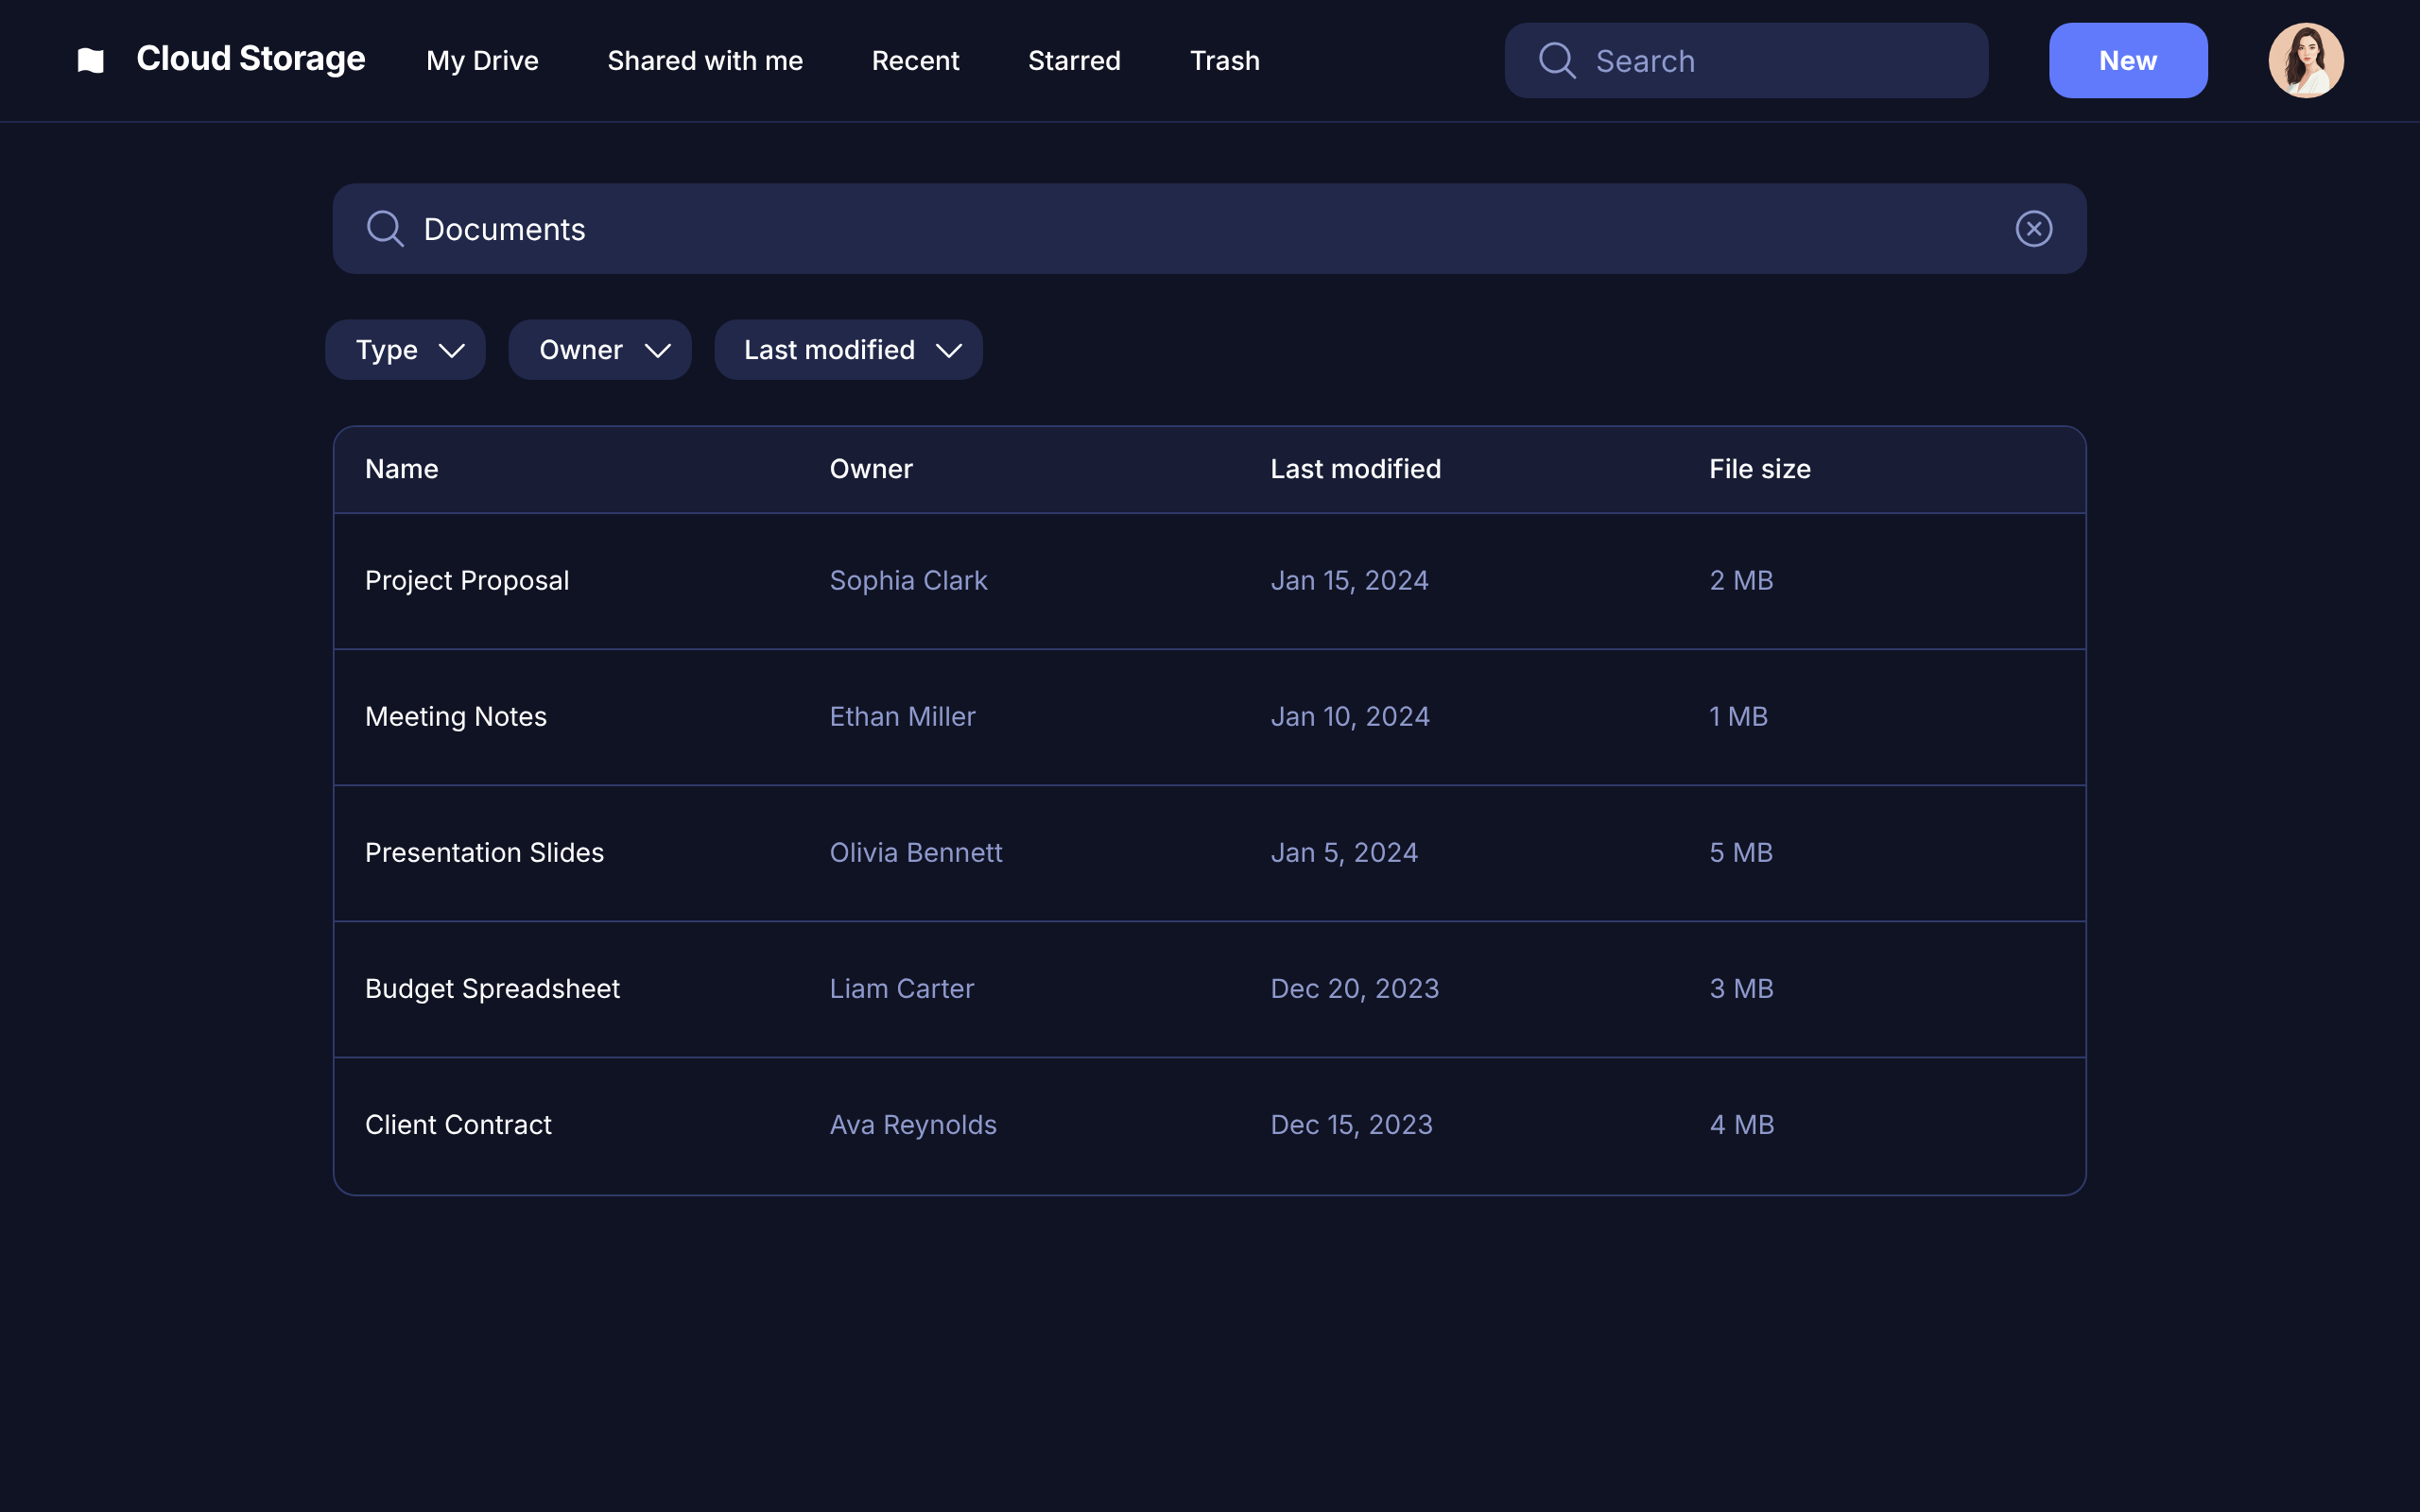 Cloud Storage My Drive Shared with me Recent Starred Trash Search New
Documents
Type Owner Last modified
Name Owner Last modified File size
Project Proposal Sophia Clark Jan 15, 2024 2 MB
Meeting Notes Ethan Miller Jan 10, 2024 1 MB
Presentation Slides Olivia Bennett Jan 5, 2024 5 MB
Budget Spreadsheet Liam Carter Dec 20, 2023 3 MB
Client Contract Ava Reynolds Dec 15, 2023 4 MB